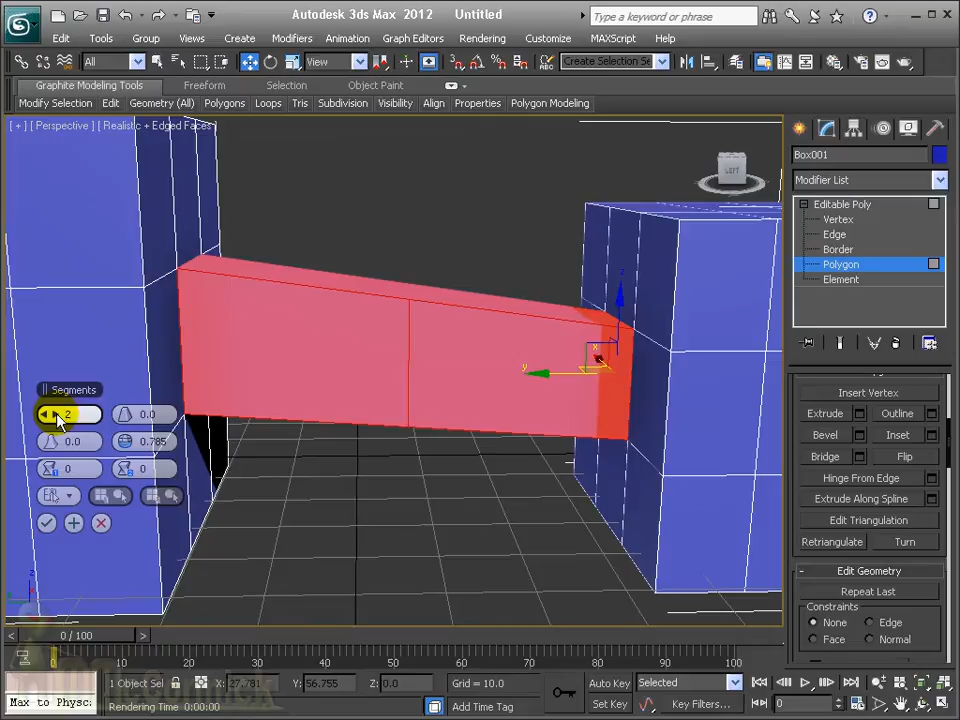 Autodesk 3ds Max 2012 Untitled
Type a keyword or phrase
Edit Tools Group Views Create Modifiers Animation Graph Editors Rendering Customize MAXScript Help
All View Create Selection Se
Graphite Modeling Tools Freeform Selection Object Paint
Modify Selection Edit Geometry (All) Polygons Loops Tris Subdivision Visibility Align Properties Polygon Modeling
[ + ] [ Perspective ] [ Realistic + Edged Faces ]
LEFT
z
x
y
Segments
2 0.0
0.0 0.785
0 0
z
Box001
Modifier List
Editable Poly
Vertex
Edge
Border
Polygon
Element
Insert Vertex
Extrude Outline
Bevel Inset
Bridge Flip
Hinge From Edge
Extrude Along Spline
Edit Triangulation
Retriangulate Turn
- Edit Geometry
Repeat Last
Constraints
None Edge
Face Normal
< 0 / 100 >
0 10 20 30 40 50 60 70 80 90 100
1 Object Sel X: 27.781 Y: 56.755 Z: 0.0 Grid = 10.0 Auto Key Selected
Max to Physc: Rendering Time 0:00:00 Add Time Tag Set Key Key Filters... 0